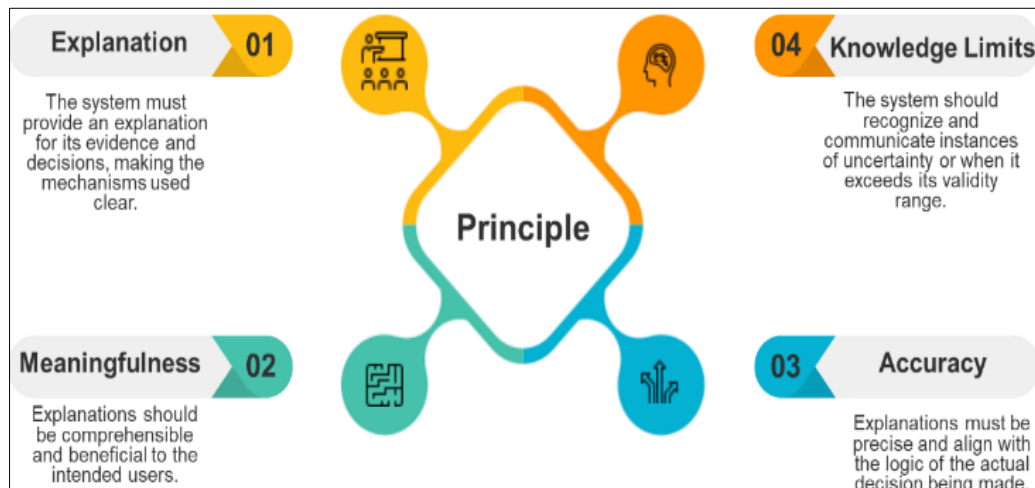 Explanation 01
The system must
provide an explanation
for its evidence and
decisions, making the
mechanisms used
clear.
04 Knowledge Limits
The system should
recognize and
communicate instances
of uncertainty or when it
exceeds its validity
range.
Principle
Meaningfulness 02
Explanations should
be comprehensible
and beneficial to the
intended users.
03 Accuracy
Explanations must be
precise and align with
the logic of the actual
decision being made.